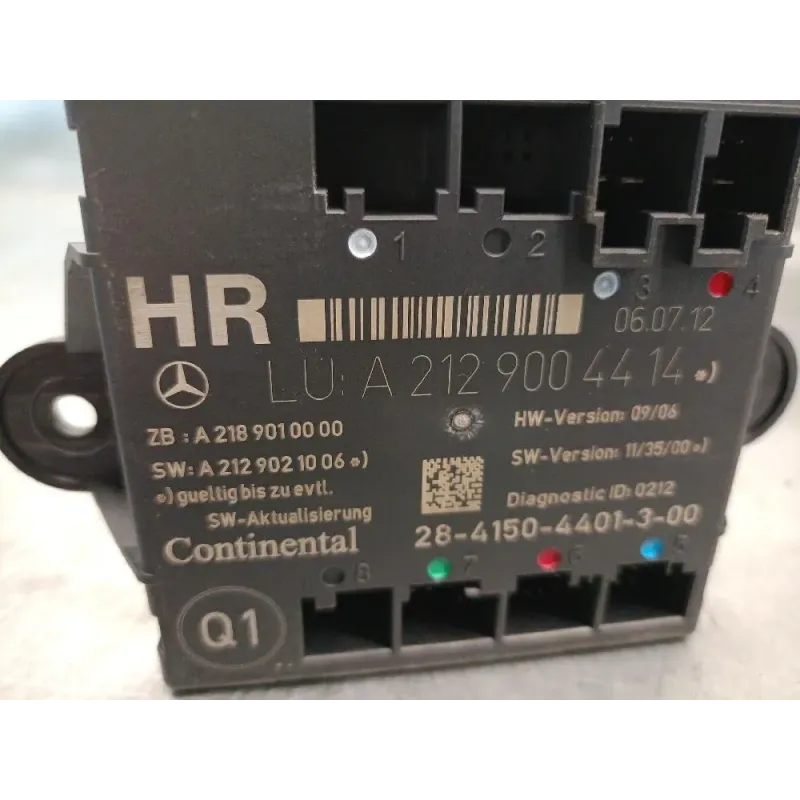 1 2 3 4
HR
06.07.12
LU: A 212 900 44 14 *)
ZB : A 218 901 00 00
HW-Version: 09/06
SW: A 212 902 10 06 *)
SW-Version: 11/35/00 *)
*) gueltig bis zu evtl.
SW-Aktualisierung
Diagnostic ID: 0212
Continental
28-4150-4401-3-00
8 7 6 5
Q1